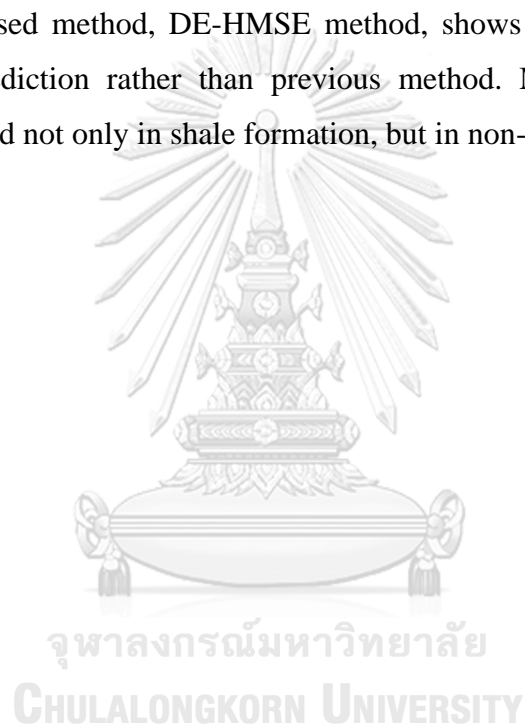 sed method, DE-HMSE method, shows
diction rather than previous method.
d not only in shale formation, but in non-
จุฬาลงกรณ์มหาวิทยาลัย
CHULALONGKORN UNIVERSITY